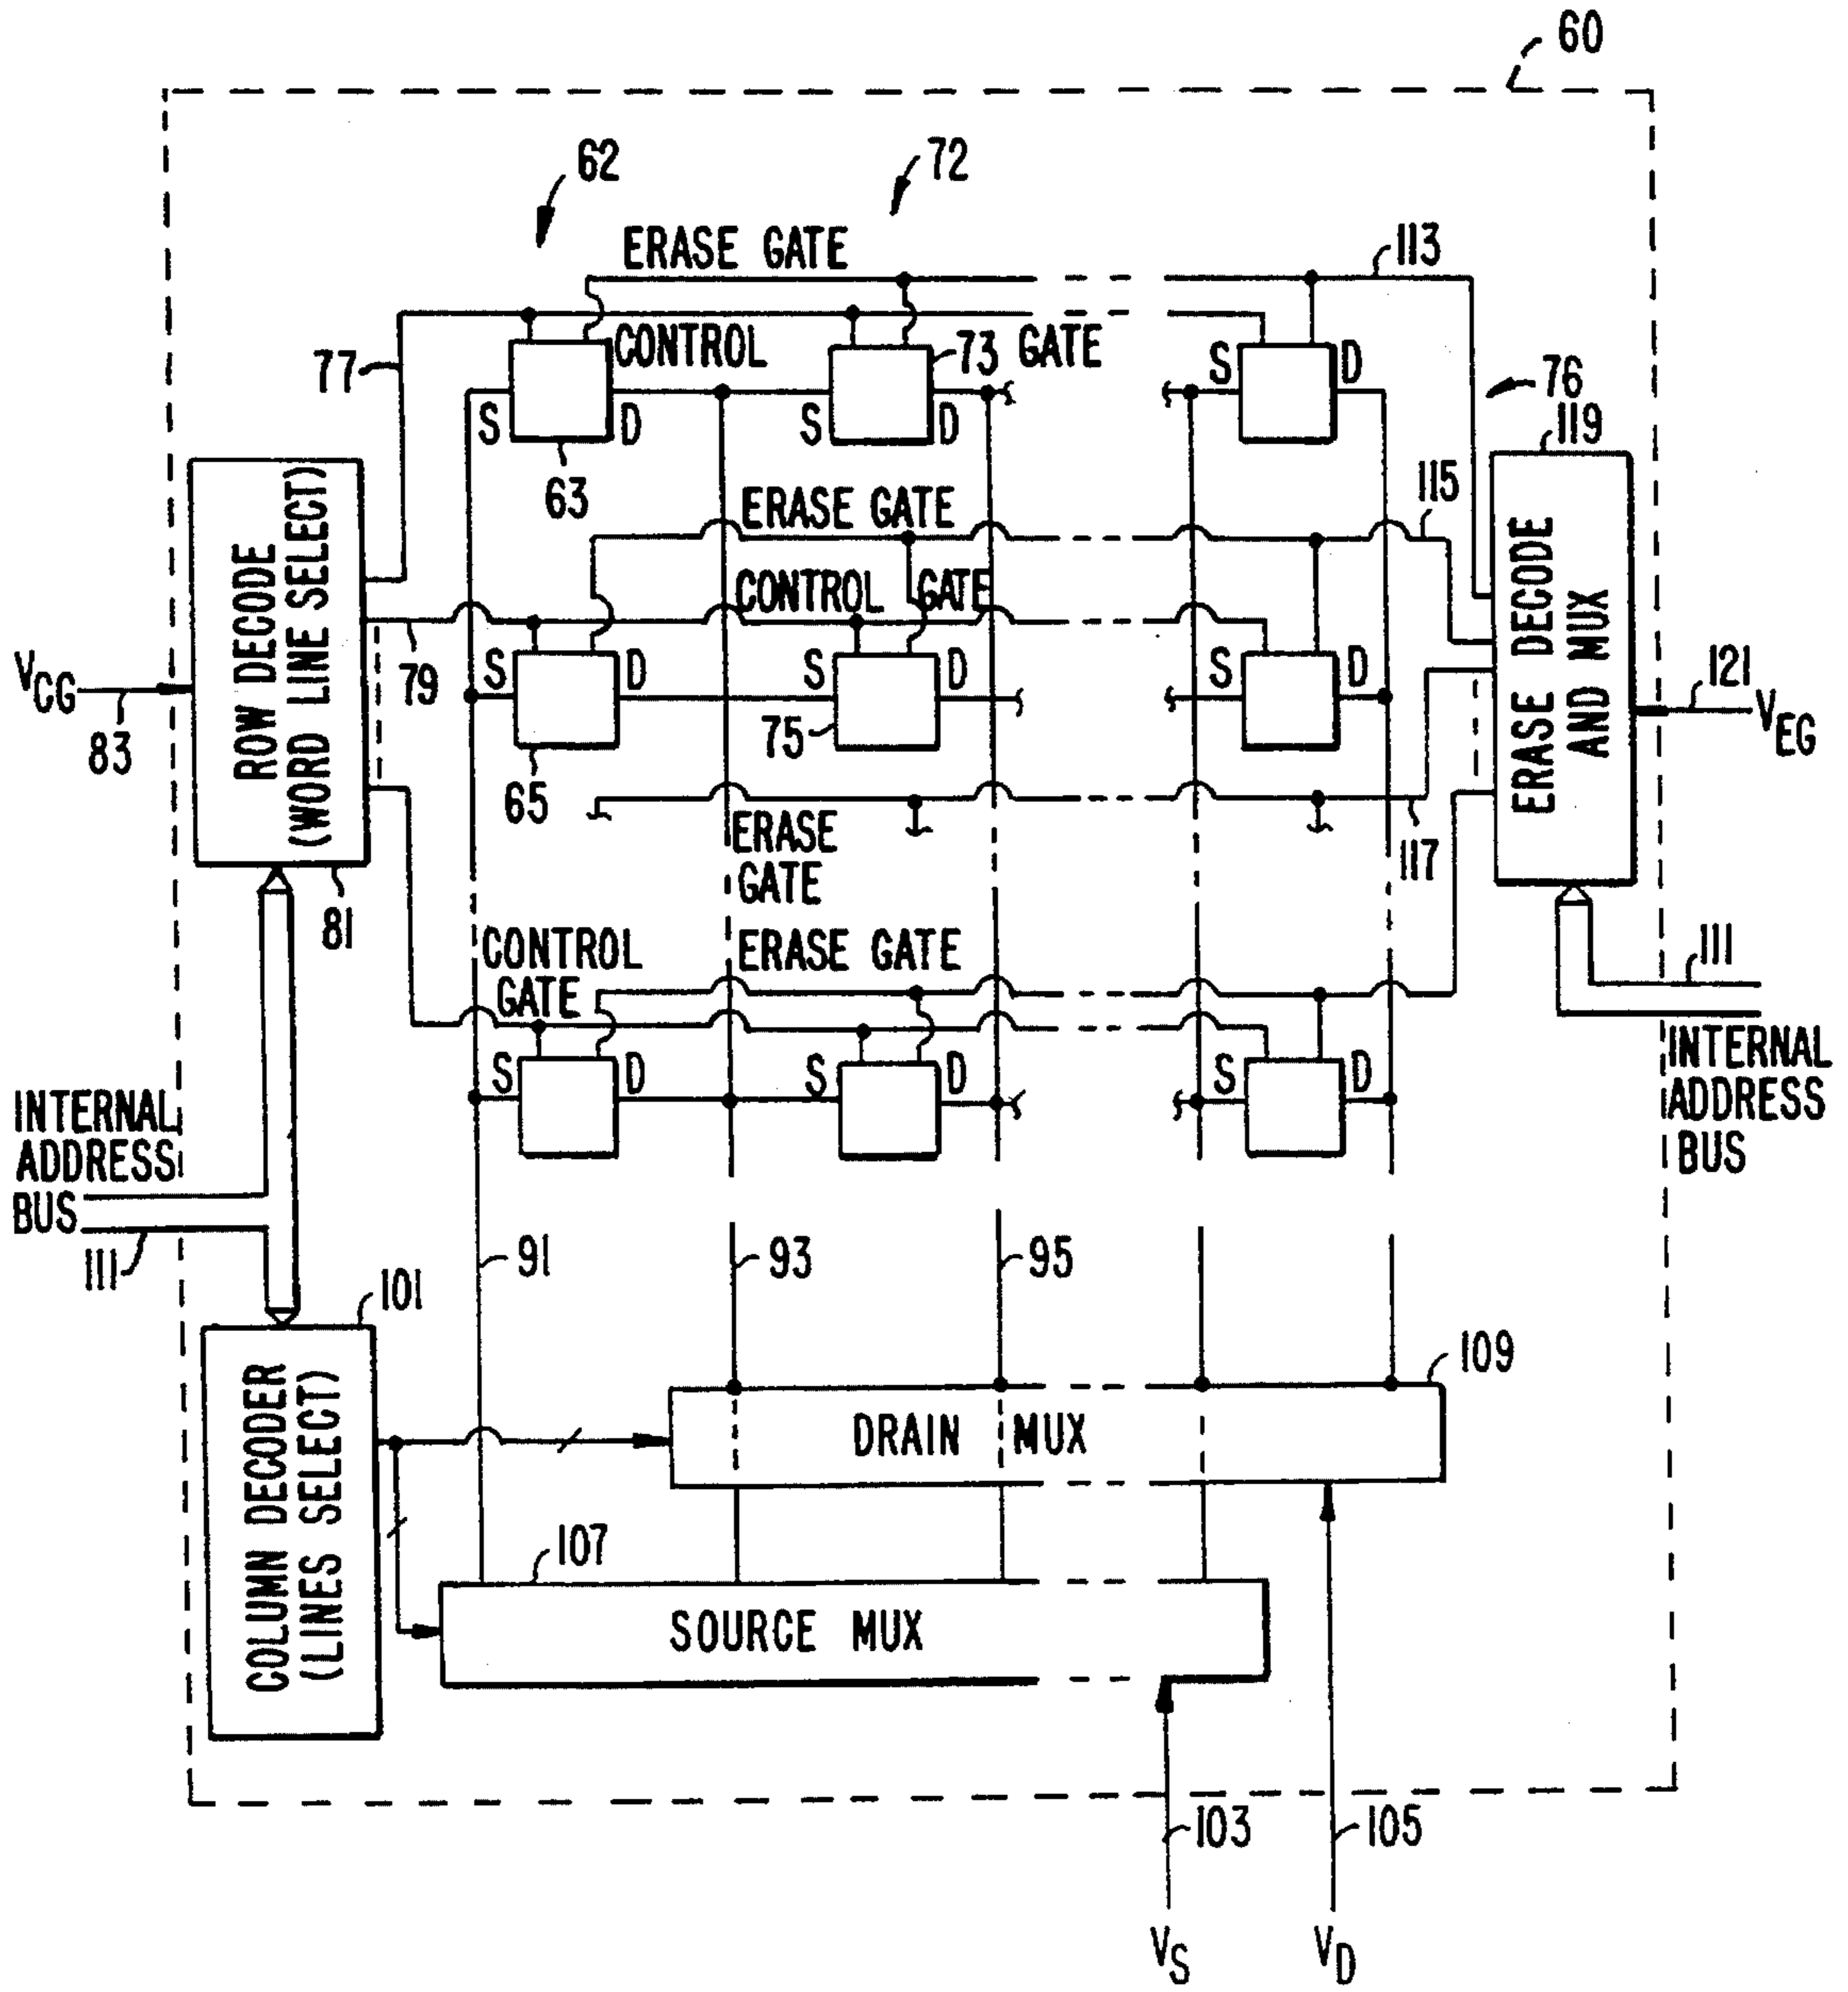 60
62
72
ERASE GATE
113
CONTROL
73
GATE
77
S
D
S
D
S
D
76
119
63
ERASE GATE
115
ROW DECODE
(WORD LINE SELECT)
CONTROL GATE
ERASE DECODE
AND MUX
VCG
83
79
S
D
S
D
S
D
121
VEG
65
75
ERASE
GATE
117
81
CONTROL
GATE
ERASE GATE
111
S
D
S
D
S
D
INTERNAL
ADDRESS
BUS
INTERNAL
ADDRESS
BUS
111
91
93
95
101
109
COLUMN DECODER
(LINES SELECT)
DRAIN MUX
107
SOURCE MUX
103
105
VS
VD